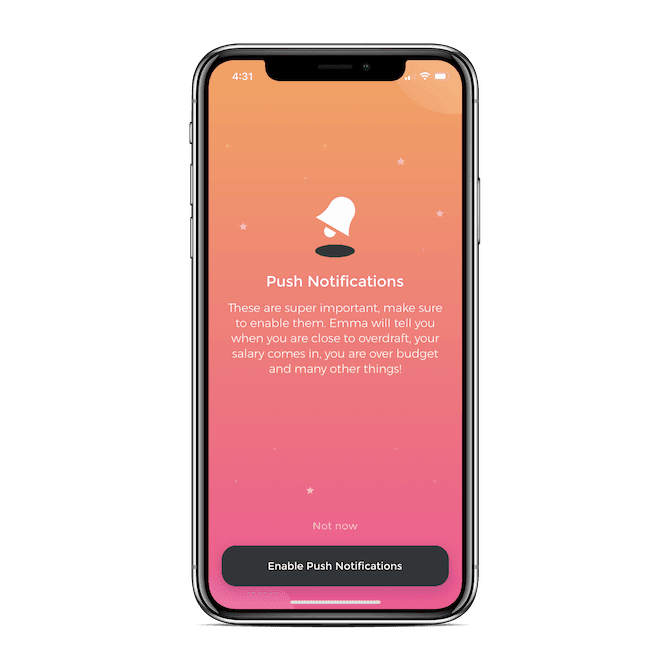 4:31
Push Notifications
These are super important, make sure
to enable them. Emma will tell you
when you are close to overdraft, your
salary comes in, you are over budget
and many other things!
Not now
Enable Push Notifications